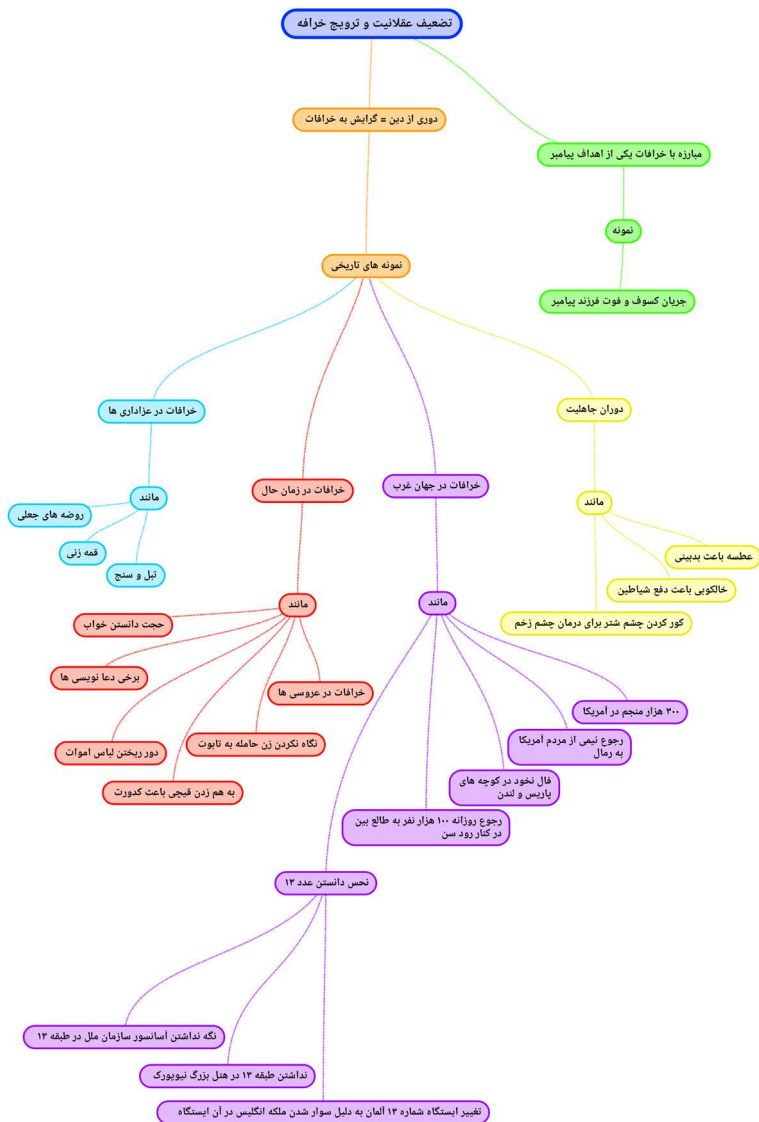 تضعیف عقلانیت و ترویج خرافه
دوری از دین = گرایش به خرافات
مبارزه با خرافات یکی از اهداف پیامبر
نمونه
جریان کسوف و فوت فرزند پیامبر
نمونه های تاریخی
دوران جاهلیت
مانند
عطسه باعث بدبینی
خالکوبی باعث دفع شیاطین
کور کردن چشم شتر برای درمان چشم زخم
خرافات در جهان غرب
مانند
۳۰۰ هزار منجم در آمریکا
رجوع نیمی از مردم آمریکا
به رمال
فال نخود در کوچه های
پاریس و لندن
رجوع روزانه ۱۰۰ هزار نفر به طالع بین
در کنار رود سن
نحس دانستن عدد ۱۳
نگه نداشتن آسانسور سازمان ملل در طبقه ۱۳
نداشتن طبقه ۱۳ در هتل بزرگ نیویورک
تغییر ایستگاه شماره ۱۳ آلمان به دلیل سوار شدن ملکه انگلیس در آن ایستگاه
خرافات در زمان حال
مانند
خرافات در عروسی ها
نگاه نکردن زن حامله به تابوت
به هم زدن قیچی باعث کدورت
دور ریختن لباس اموات
برخی دعا نویسی ها
حجت دانستن خواب
خرافات در عزاداری ها
مانند
روضه های جعلی
قمه زنی
تبل و سنج